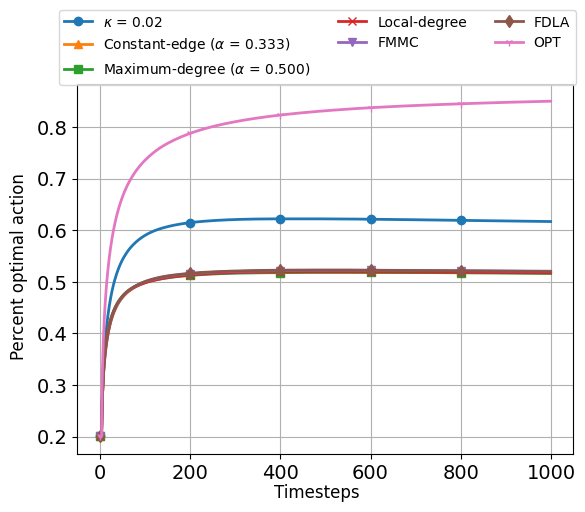 κ = 0.02
Constant-edge (α = 0.333)
Maximum-degree (α = 0.500)
Local-degree
FMMC
FDLA
OPT
Percent optimal action
0.8
0.7
0.6
0.5
0.4
0.3
0.2
0 200 400 600 800 1000
Timesteps